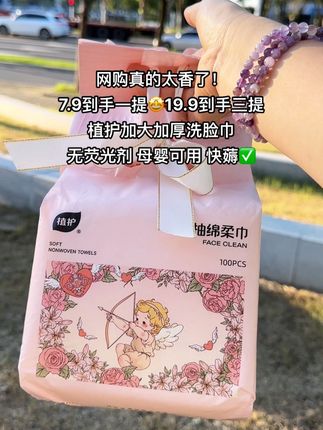 网购真的太香了！
7.9到手一提🤩19.9到手三提
植护加大加厚洗脸巾
无荧光剂 母婴可用 快薅✅
植护
®
抽绵柔巾
SOFT
NONWOVEN TOWELS
FACE CLEAN
100PCS